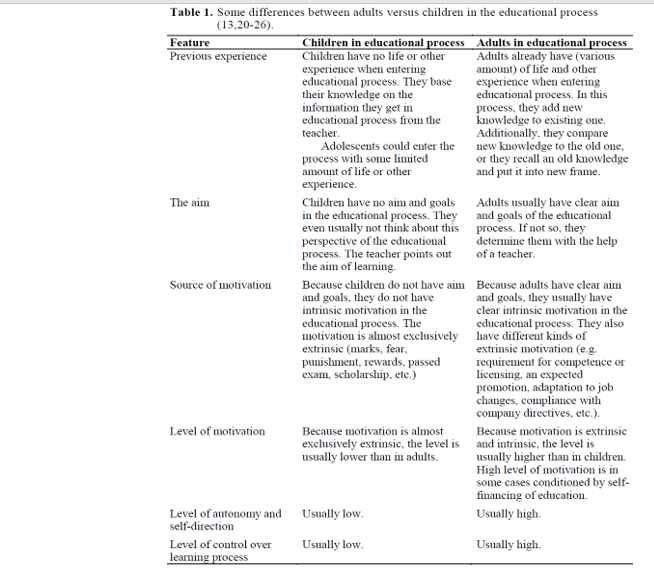 Table 1. Some differences between adults versus children in the educational process
(13,20-26).
Feature Children in educational process Adults in educational process
Previous experience
Children have no life or other
experience when entering
educational process. They base
their knowledge on the
information they get in
educational process from the
teacher.
Adolescents could enter the
process with some limited
amount of life or other
experience.
Adults already have (various
amount) of life and other
experience when entering
educational process. In this
process, they add new
knowledge to existing one.
Additionally, they compare
new knowledge to the old one,
or they recall an old knowledge
and put it into new frame.
The aim
Children have no aim and goals
in the educational process. They
even usually not think about this
perspective of the educational
process. The teacher points out
the aim of learning.
Adults usually have clear aim
and goals of the educational
process. If not so, they
determine them with the help
of a teacher.
Source of motivation
Because children do not have aim
and goals, they do not have
intrinsic motivation in the
educational process. The
motivation is almost exclusively
extrinsic (marks, fear,
punishment, rewards, passed
exam, scholarship, etc.)
Because adults have clear aim
and goals, they usually have
clear intrinsic motivation in the
educational process. They also
have different kinds of
extrinsic motivation (e.g.
requirement for competence or
licensing, an expected
promotion, adaptation to job
changes, compliance with
company directives, etc.).
Level of motivation
Because motivation is almost
exclusively extrinsic, the level is
usually lower than in adults.
Because motivation is extrinsic
and intrinsic, the level is
usually higher than in children.
High level of motivation is in
some cases conditioned by self-
financing of education.
Level of autonomy and
self-direction
Usually low.
Usually high.
Level of control over
learning process
Usually low.
Usually high.